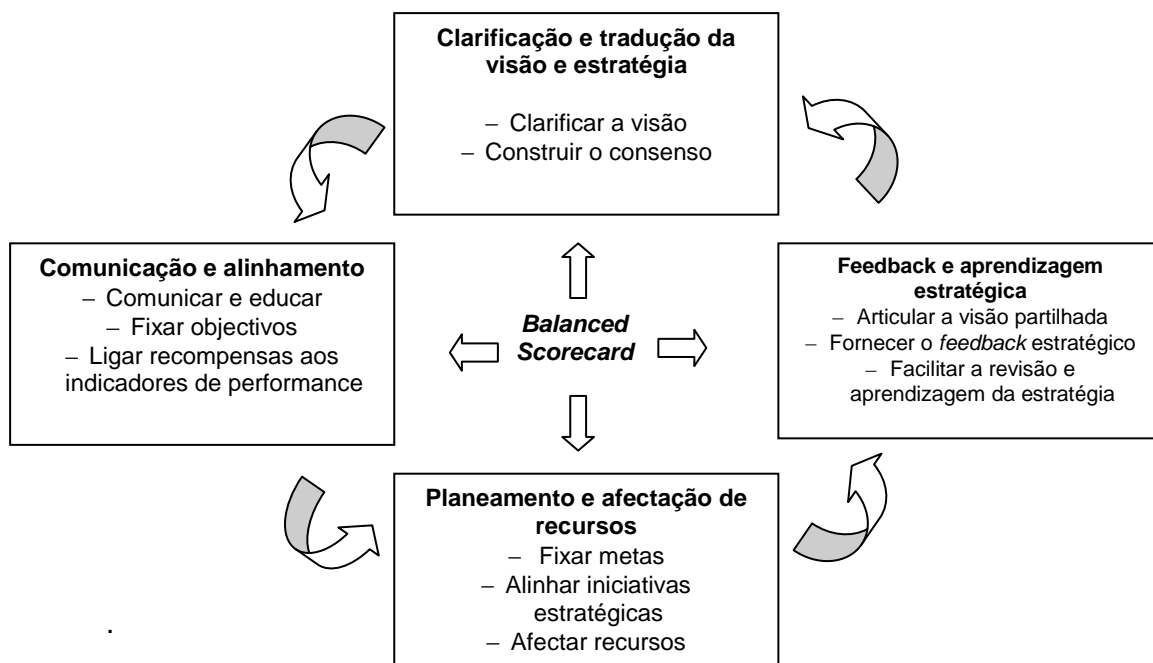 Clarificação e tradução da
visão e estratégia
– Clarificar a visão
– Construir o consenso
Comunicação e alinhamento
– Comunicar e educar
– Fixar objectivos
– Ligar recompensas aos
indicadores de performance
Balanced
Scorecard
Feedback e aprendizagem
estratégica
– Articular a visão partilhada
– Fornecer o feedback estratégico
– Facilitar a revisão e
aprendizagem da estratégia
Planeamento e afectação de
recursos
– Fixar metas
– Alinhar iniciativas
estratégicas
– Afectar recursos
.